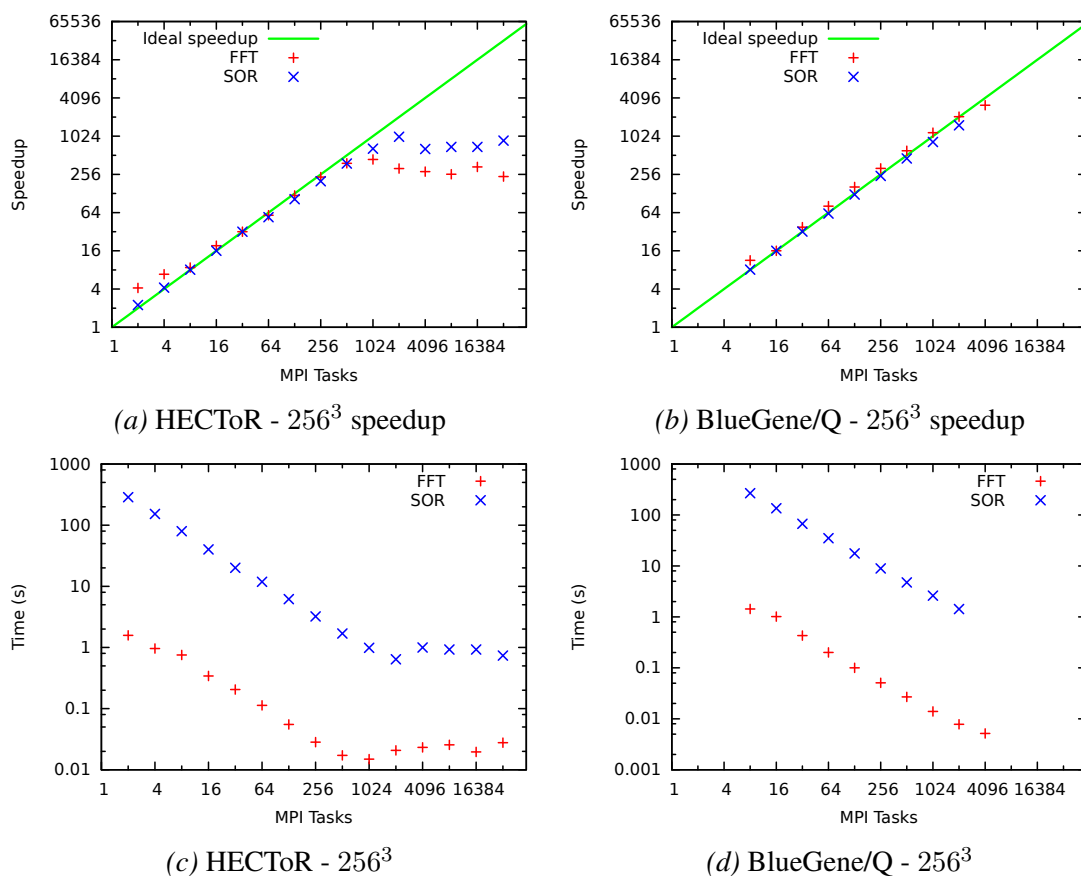 65536
16384
4096
1024
256
64
16
4
1
Speedup
Ideal speedup
FFT
SOR
1 4 16 64 256 1024 4096 16384
MPI Tasks
(a) HECToR - 256³ speedup
65536
16384
4096
1024
256
64
16
4
1
Speedup
Ideal speedup
FFT
SOR
1 4 16 64 256 1024 4096 16384
MPI Tasks
(b) BlueGene/Q - 256³ speedup
1000
100
10
1
0.1
0.01
Time (s)
FFT
SOR
1 4 16 64 256 1024 4096 16384
MPI Tasks
(c) HECToR - 256³
1000
100
10
1
0.1
0.01
0.001
Time (s)
FFT
SOR
1 4 16 64 256 1024 4096 16384
MPI Tasks
(d) BlueGene/Q - 256³